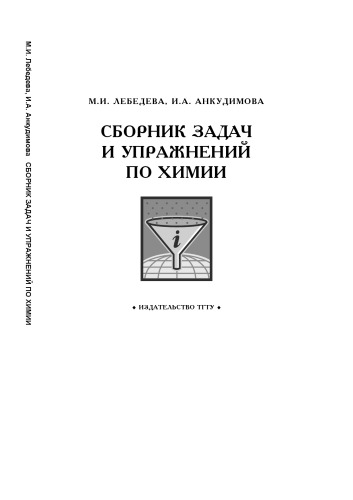 М.И. Лебедева, И.А. Анкудимова СБОРНИК ЗАДАЧ И УПРАЖНЕНИЙ ПО ХИМИИ
М.И. ЛЕБЕДЕВА, И.А. АНКУДИМОВА
СБОРНИК ЗАДАЧ
И УПРАЖНЕНИЙ
ПО ХИМИИ
i
♦ ИЗДАТЕЛЬСТВО ТГТУ ♦